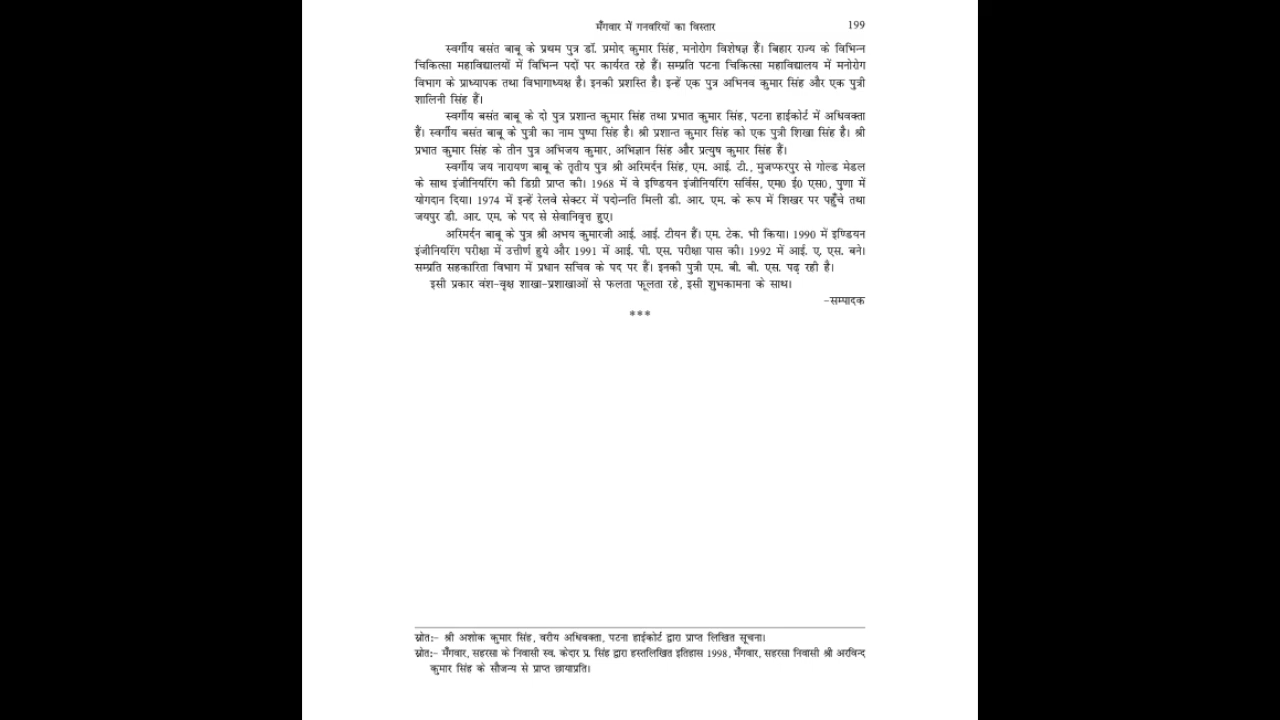 मँगवार में गनवरियों का विस्तार 199
स्वर्गीय बसंत बाबू के प्रथम पुत्र डॉ. प्रमोद कुमार सिंह, मनोरोग विशेषज्ञ हैं। बिहार राज्य के विभिन्न
चिकित्सा महाविद्यालयों में विभिन्न पदों पर कार्यरत रहे हैं। सम्प्रति पटना चिकित्सा महाविद्यालय में मनोरोग
विभाग के प्राध्यापक तथा विभागाध्यक्ष है। इनकी प्रशस्ति है। इन्हें एक पुत्र अभिनव कुमार सिंह और एक पुत्री
शालिनी सिंह हैं।
स्वर्गीय बसंत बाबू के दो पुत्र प्रशान्त कुमार सिंह तथा प्रभात कुमार सिंह, पटना हाईकोर्ट में अधिवक्ता
हैं। स्वर्गीय बसंत बाबू के पुत्री का नाम पुष्पा सिंह है। श्री प्रशान्त कुमार सिंह को एक पुत्री शिखा सिंह है। श्री
प्रभात कुमार सिंह के तीन पुत्र अभिजय कुमार, अभिज्ञान सिंह और प्रत्युष कुमार सिंह हैं।
स्वर्गीय जय नारायण बाबू के तृतीय पुत्र श्री अरिमर्दन सिंह, एम. आई. टी., मुजफ्फरपुर से गोल्ड मेडल
के साथ इंजीनियरिंग की डिग्री प्राप्त की। 1968 में वे इण्डियन इंजीनियरिंग सर्विस, एम0 ई0 एस0, पुणा में
योगदान दिया। 1974 में इन्हें रेलवे सेक्टर में पदोन्नति मिली डी. आर. एम. के रूप में शिखर पर पहुँचे तथा
जयपुर डी. आर. एम. के पद से सेवानिवृत्त हुए।
अरिमर्दन बाबू के पुत्र श्री अभय कुमारजी आई. आई. टीयन हैं। एम. टेक. भी किया। 1990 में इण्डियन
इंजीनियरिंग परीक्षा में उत्तीर्ण हुये और 1991 में आई. पी. एस. परीक्षा पास की। 1992 में आई. ए. एस. बने।
सम्प्रति सहकारिता विभाग में प्रधान सचिव के पद पर हैं। इनकी पुत्री एम. बी. बी. एस. पढ़ रही है।
इसी प्रकार वंश-वृक्ष शाखा-प्रशाखाओं से फलता फूलता रहे, इसी शुभकामना के साथ।
-सम्पादक
***
स्रोतः- श्री अशोक कुमार सिंह, वरीय अधिवक्ता, पटना हाईकोर्ट द्वारा प्राप्त लिखित सूचना।
स्रोतः- मँगवार, सहरसा के निवासी स्व. केदार प्र. सिंह द्वारा हस्तलिखित इतिहास 1998, मँगवार, सहरसा निवासी श्री अरविन्द
कुमार सिंह के सौजन्य से प्राप्त छायाप्रति।